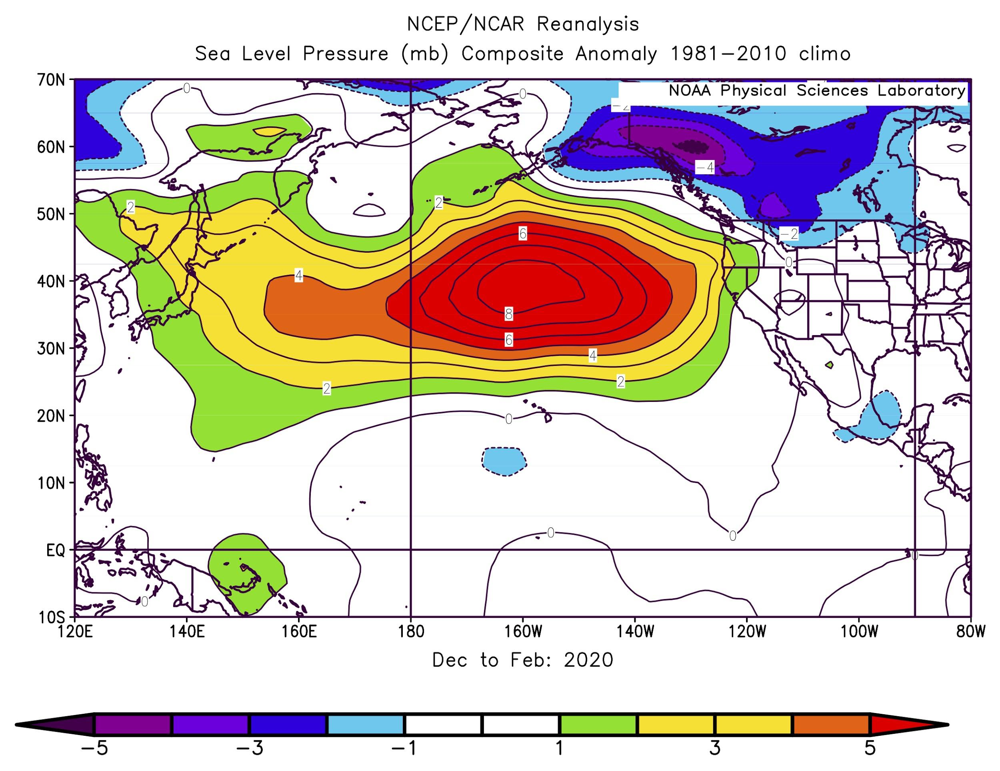 NCEP/NCAR Reanalysis
Sea Level Pressure (mb) Composite Anomaly 1981-2010 climo
70N
NOAA Physical Sciences Laboratory
0
0
-2
60N
-4
2
2
50N
6
-2
0
40N
4
8
6
30N
4
2
2
20N
0
10N
0
0
EQ
0
0
10S
120E 140E 160E 180 160W 140W 120W 100W 80W
Dec to Feb: 2020
-5 -3 -1 1 3 5